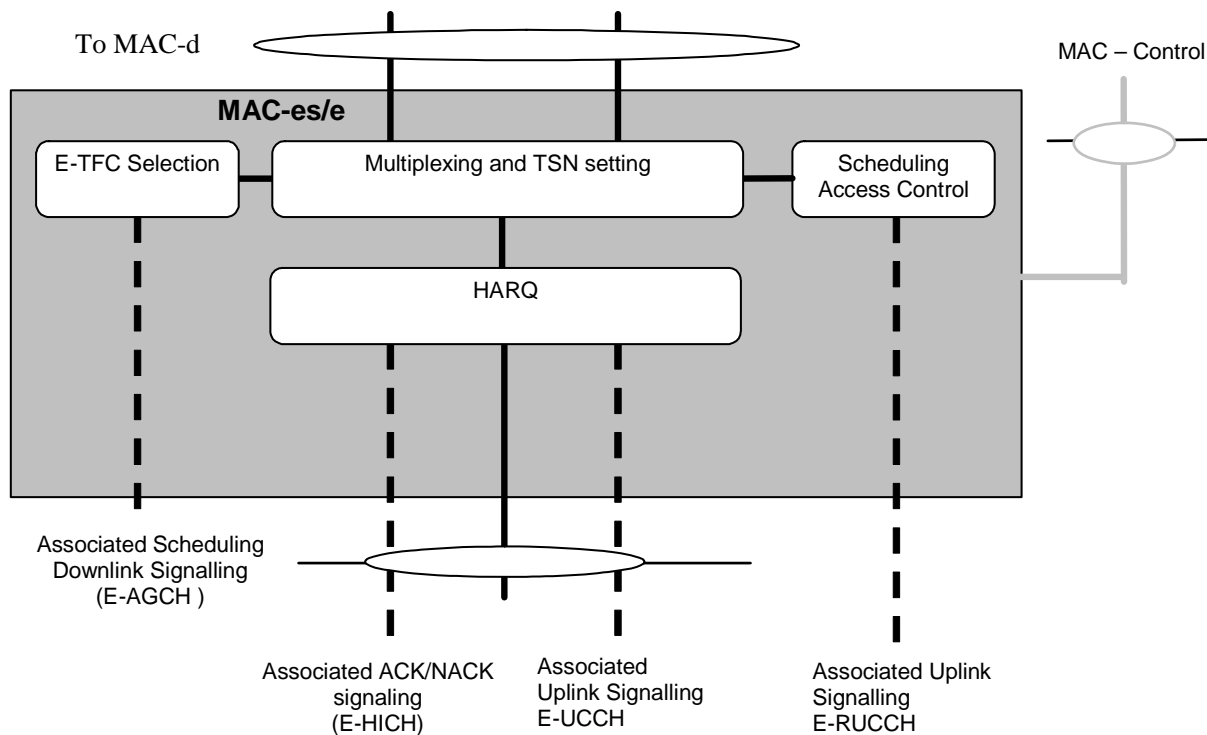 To MAC-d
MAC – Control
MAC-es/e
E-TFC Selection
Multiplexing and TSN setting
Scheduling
Access Control
HARQ
Associated Scheduling
Downlink Signalling
(E-AGCH )
Associated ACK/NACK
signaling
(E-HICH)
Associated
Uplink Signalling
E-UCCH
Associated Uplink
Signalling
E-RUCCH